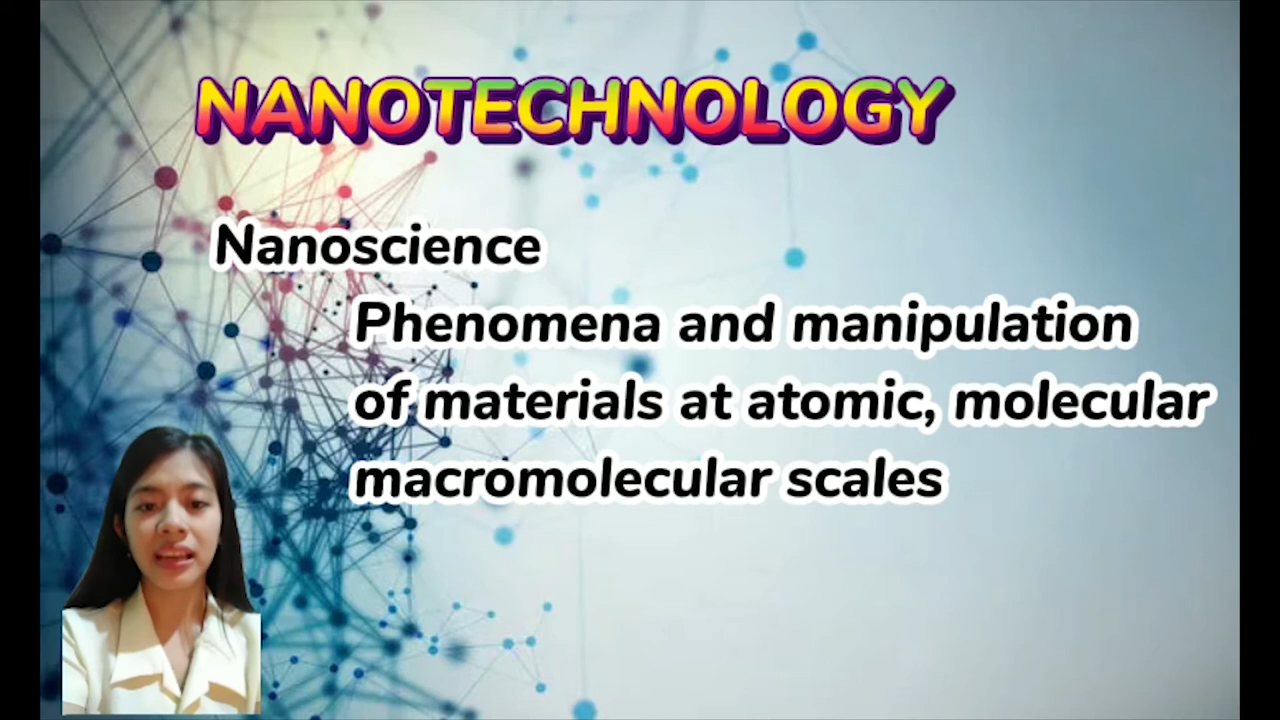 NANOTECHNOLOGY
Nanoscience
Phenomena and manipulation
of materials at atomic, molecular
macromolecular scales